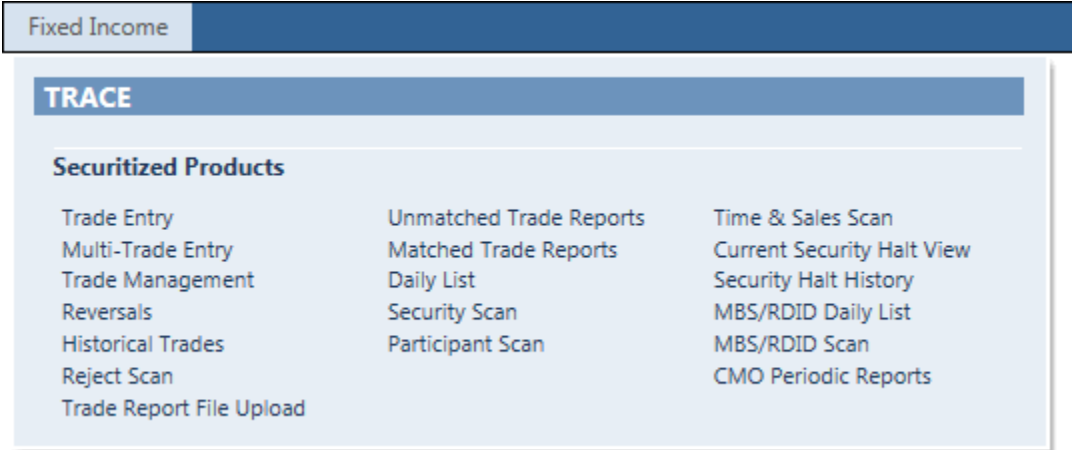 Fixed Income
TRACE
Securitized Products
Trade Entry
Multi-Trade Entry
Trade Management
Reversals
Historical Trades
Reject Scan
Trade Report File Upload
Unmatched Trade Reports
Matched Trade Reports
Daily List
Security Scan
Participant Scan
Time & Sales Scan
Current Security Halt View
Security Halt History
MBS/RDID Daily List
MBS/RDID Scan
CMO Periodic Reports